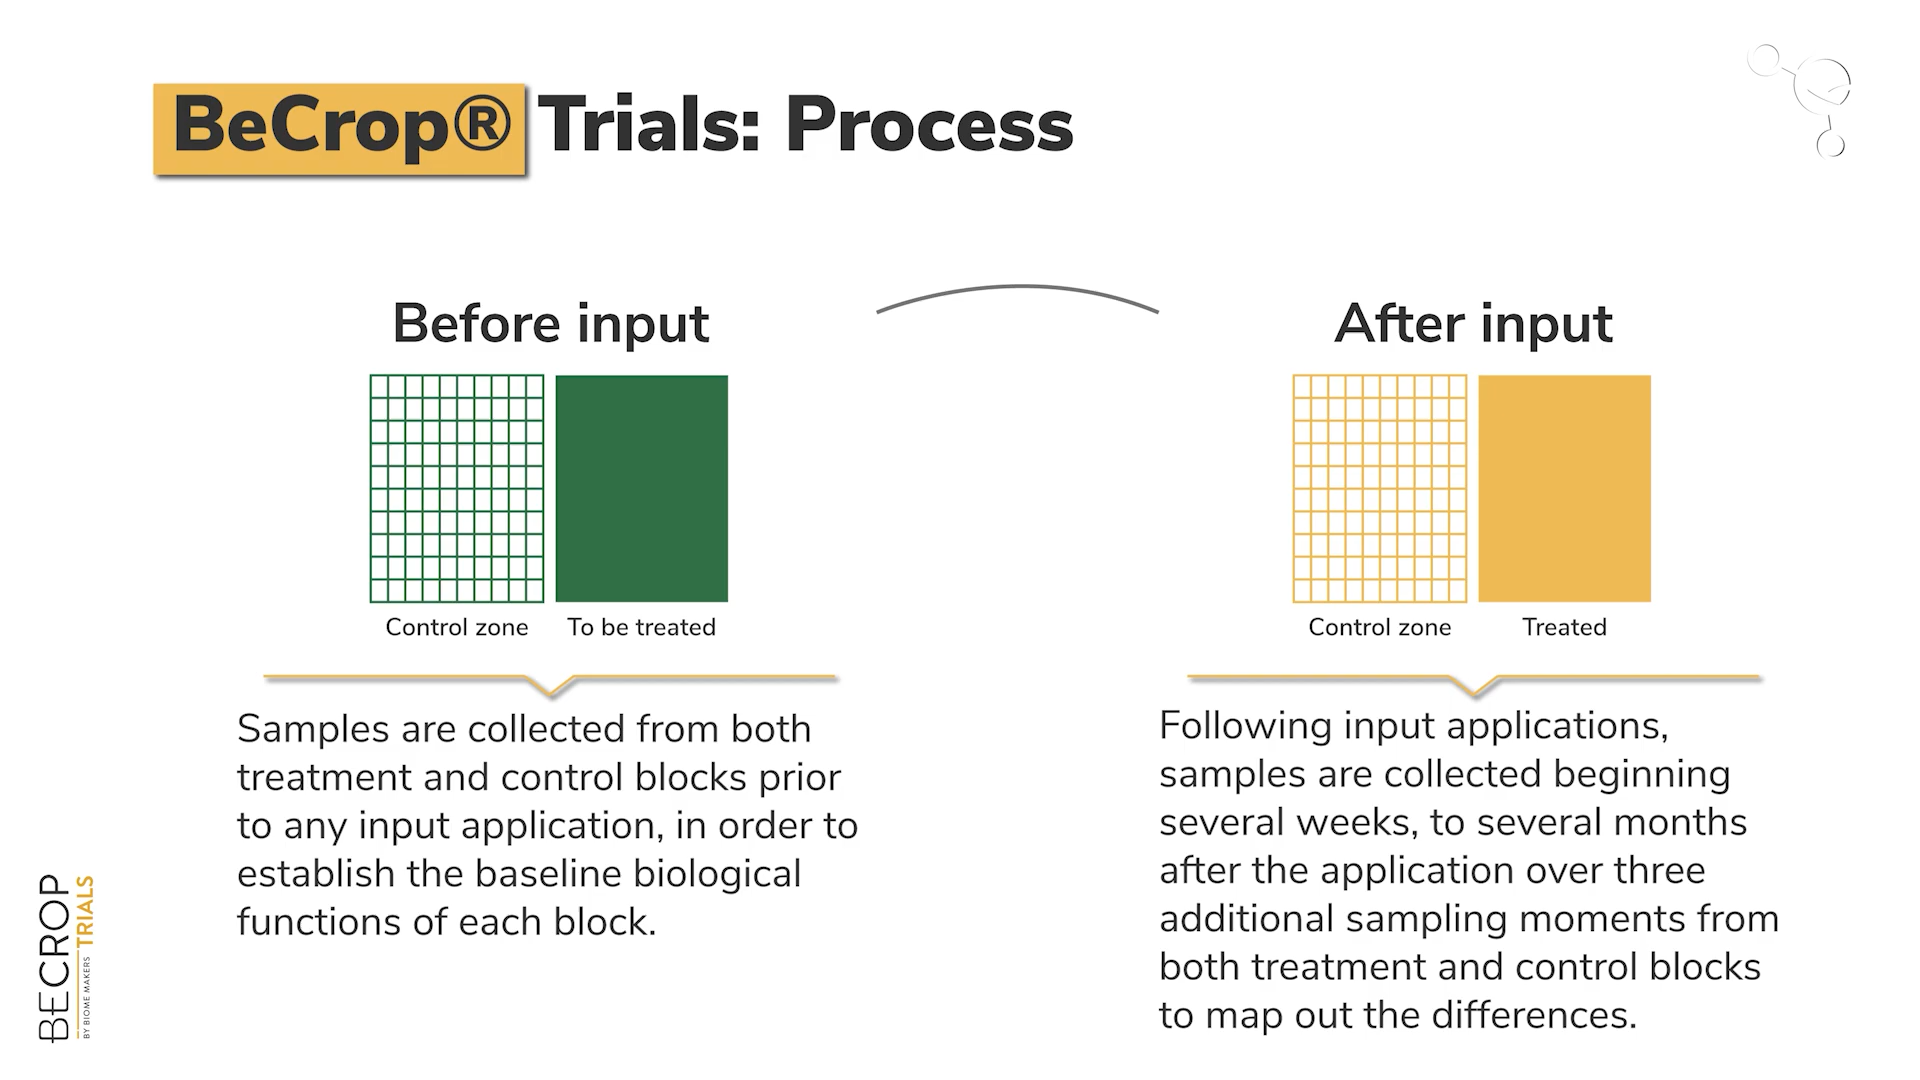 BeCrop® Trials: Process
Before input
Control zone
To be treated
Samples are collected from both
treatment and control blocks prior
to any input application, in order to
establish the baseline biological
functions of each block.
After input
Control zone
Treated
Following input applications,
samples are collected beginning
several weeks, to several months
after the application over three
additional sampling moments from
both treatment and control blocks
to map out the differences.
BECROP
TRIALS
BY BIOME MAKERS